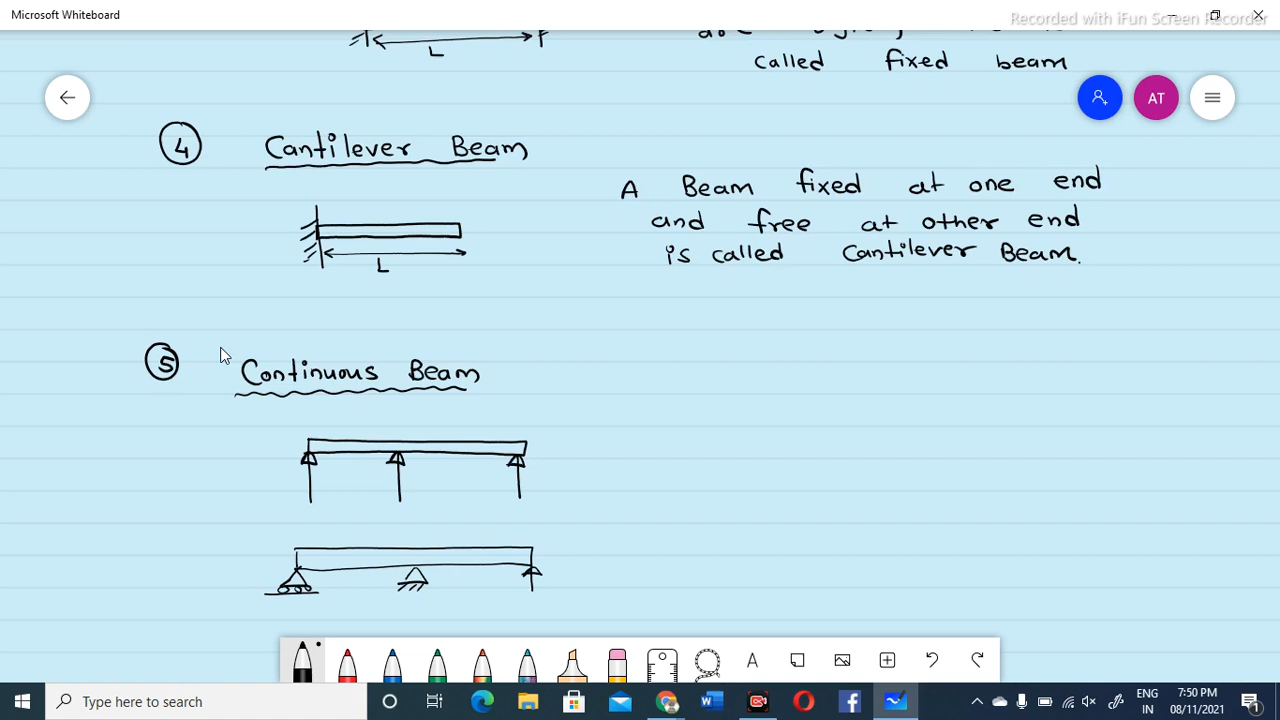 Microsoft Whiteboard
Recorded with iFun Screen Recorder
L
called fixed beam
AT
4 Cantilever Beam
A Beam fixed at one end
and free at other end
is called Cantilever Beam.
L
5 Continuous Beam
A
Type here to search
ENG
IN
7:50 PM
08/11/2021
1